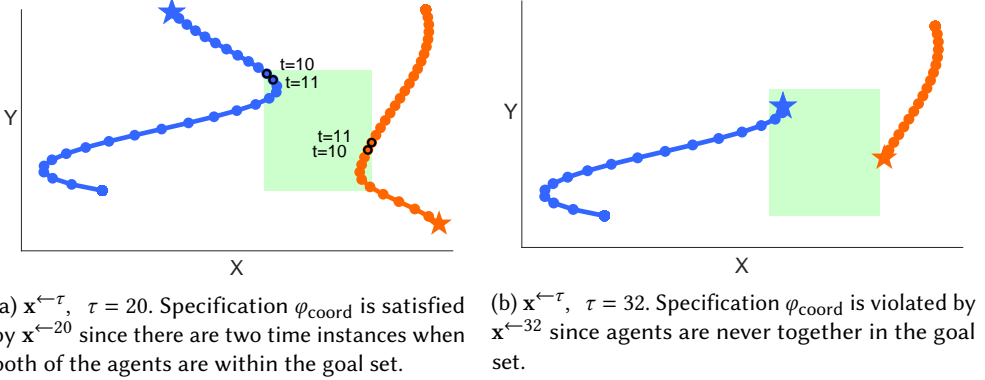 t=10
t=11
t=11
t=10
Y
X
Y
X
a) x←τ, τ = 20. Specification φcoord is satisfied
by x←20 since there are two time instances when
both of the agents are within the goal set.
(b) x←τ, τ = 32. Specification φcoord is violated by
x←32 since agents are never together in the goal
set.